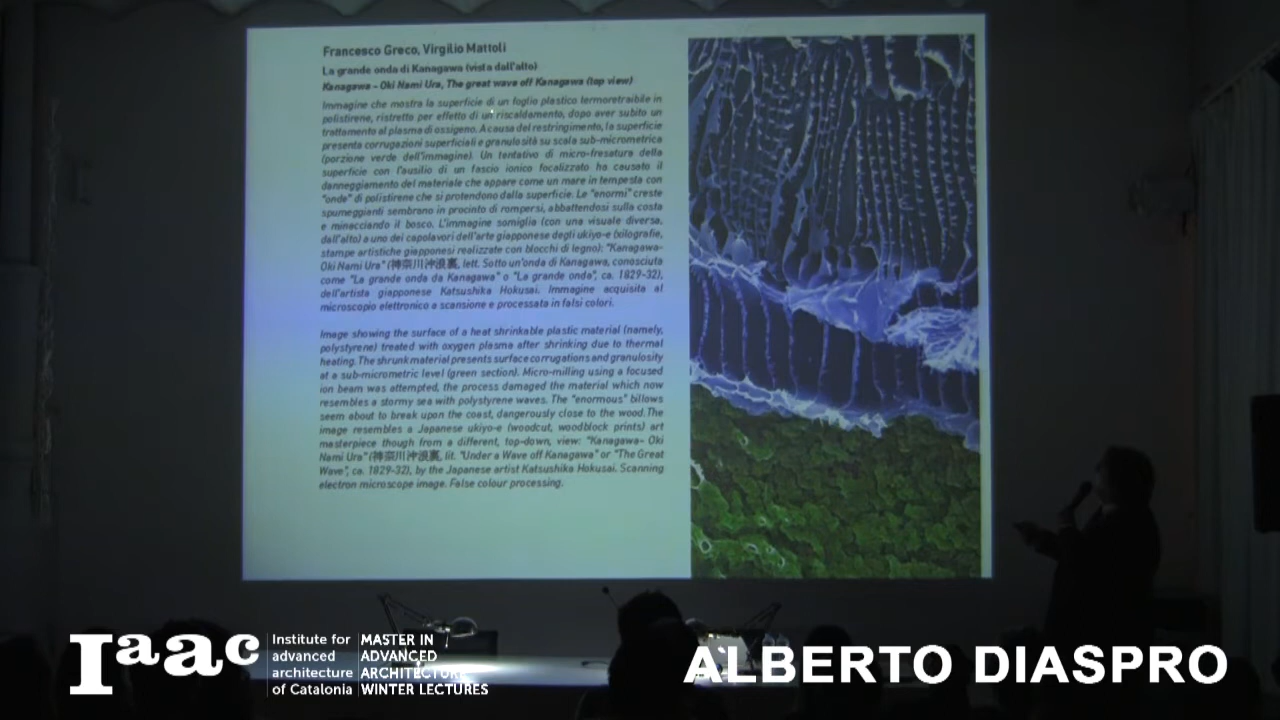 Francesco Greco, Virgilio Mattoli
La grande onda di Kanagawa (vista dall'alto)
Kanagawa - Oki Nami Ura, The great wave off Kanagawa (top view)
Immagine che mostra la superficie di un foglio plastico termoretraibile in
polistirene, ristretto per effetto di un riscaldamento, dopo aver subito un
trattamento al plasma di ossigeno. A causa del restringimento, la superficie
presenta corrugazioni superficiali e granulosità su scala sub-micrometrica
(porzione verde dell'immagine). Un tentativo di micro-fresatura della
superficie con l'ausilio di un fascio ionico focalizzato ha causato il
danneggiamento del materiale che appare come un mare in tempesta con
"onde" di polistirene che si protendono dalla superficie. Le "enormi" creste
spumeggianti sembrano in procinto di rompersi, abbattendosi sulla costa
e minacciando il bosco. L'immagine somiglia (con una visuale diversa,
dall'alto) a uno dei capolavori dell'arte giapponese degli ukiyo-e (xilografie,
stampe artistiche giapponesi realizzate con blocchi di legno): "Kanagawa-
Oki Nami Ura" (神奈川沖浪裏, lett. Sotto un'onda di Kanagawa, conosciuta
come "La grande onda da Kanagawa" o "La grande onda", ca. 1829-32),
dell'artista giapponese Katsushika Hokusai. Immagine acquisita al
microscopio elettronico a scansione e processata in falsi colori.
Image showing the surface of a heat shrinkable plastic material (namely,
polystyrene) treated with oxygen plasma after shrinking due to thermal
heating. The shrunk material presents surface corrugations and granulosity
at a sub-micrometric level (green section). Micro-milling using a focused
ion beam was attempted, the process damaged the material which now
resembles a stormy sea with polystyrene waves. The "enormous" billows
seem about to break upon the coast, dangerously close to the wood. The
image resembles a Japanese ukiyo-e (woodcut, woodblock prints) art
masterpiece though from a different, top-down, view: "Kanagawa- Oki
Nami Ura" (神奈川沖浪裏, lit. "Under a Wave off Kanagawa" or "The Great
Wave", ca. 1829-32), by the Japanese artist Katsushika Hokusai. Scanning
electron microscope image. False colour processing.
Iaac
Institute for
advanced
architecture
of Catalonia
MASTER IN
ADVANCED
ARCHITECTURE
WINTER LECTURES
ALBERTO DIASPRO